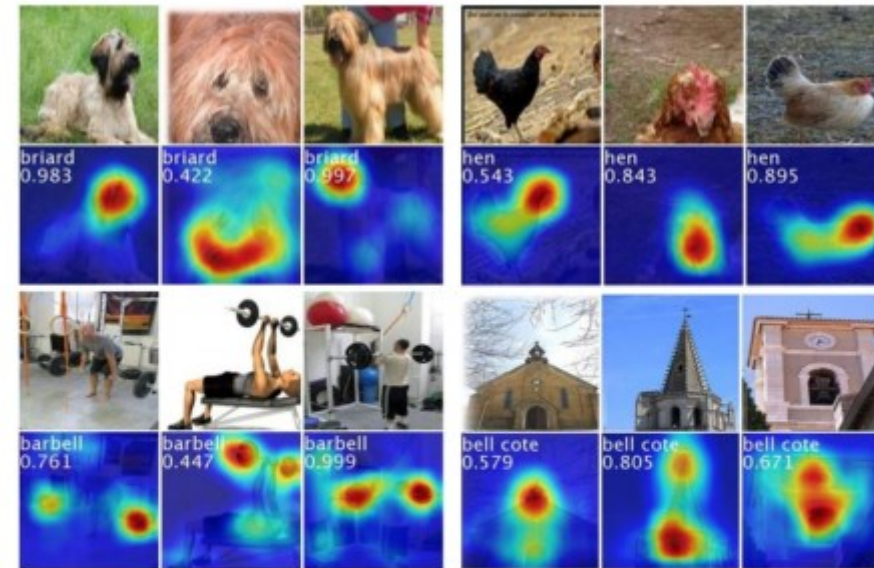 briard
0.983
briard
0.422
briard
0.997
hen
0.543
hen
0.843
hen
0.895
barbell
0.761
barbell
0.447
barbell
0.999
bell cote
0.579
bell cote
0.805
bell cote
0.671